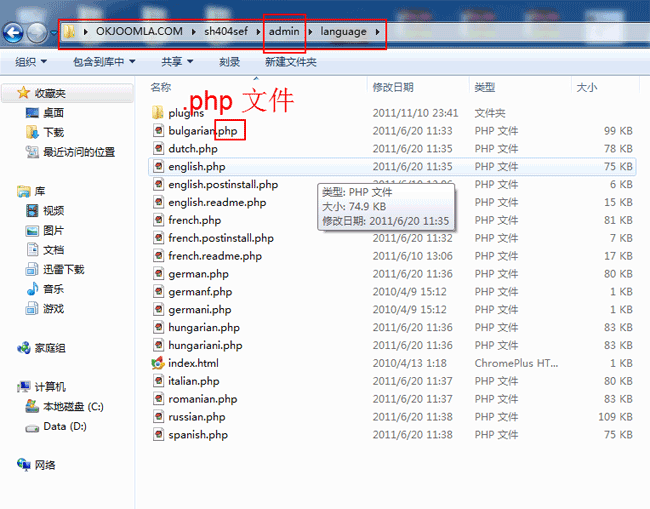 OKJOOMLA.COM sh404sef admin language
组织 包含到库中 共享 刻录 新建文件夹
名称 修改日期 类型 大小
.php 文件
收藏夹
桌面
下载
最近访问的位置
库
视频
图片
文档
迅雷下载
音乐
游戏
家庭组
计算机
本地磁盘 (C:)
Data (D:)
网络
plugins 2011/11/10 23:41 文件夹
bulgarian.php 2011/6/20 11:33 PHP 文件 99 KB
dutch.php 2011/6/20 11:35 PHP 文件 78 KB
english.php 2011/6/20 11:35 PHP 文件 75 KB
english.postinstall.php PHP 文件 6 KB
english.readme.php PHP 文件 15 KB
french.php PHP 文件 81 KB
french.postinstall.php 2011/6/20 11:32 PHP 文件 7 KB
french.readme.php 2011/6/10 13:06 PHP 文件 17 KB
german.php 2011/6/20 11:36 PHP 文件 80 KB
germanf.php 2010/4/9 15:12 PHP 文件 1 KB
germani.php 2010/4/9 15:12 PHP 文件 1 KB
hungarian.php 2011/6/20 11:36 PHP 文件 83 KB
hungariani.php 2011/6/20 11:36 PHP 文件 83 KB
index.html 2010/4/13 1:18 ChromePlus HT... 1 KB
italian.php 2011/6/20 11:37 PHP 文件 80 KB
romanian.php 2011/6/20 11:37 PHP 文件 83 KB
russian.php 2011/6/20 11:38 PHP 文件 109 KB
spanish.php 2011/6/20 11:38 PHP 文件 75 KB
类型: PHP 文件
大小: 74.9 KB
修改日期: 2011/6/20 11:35